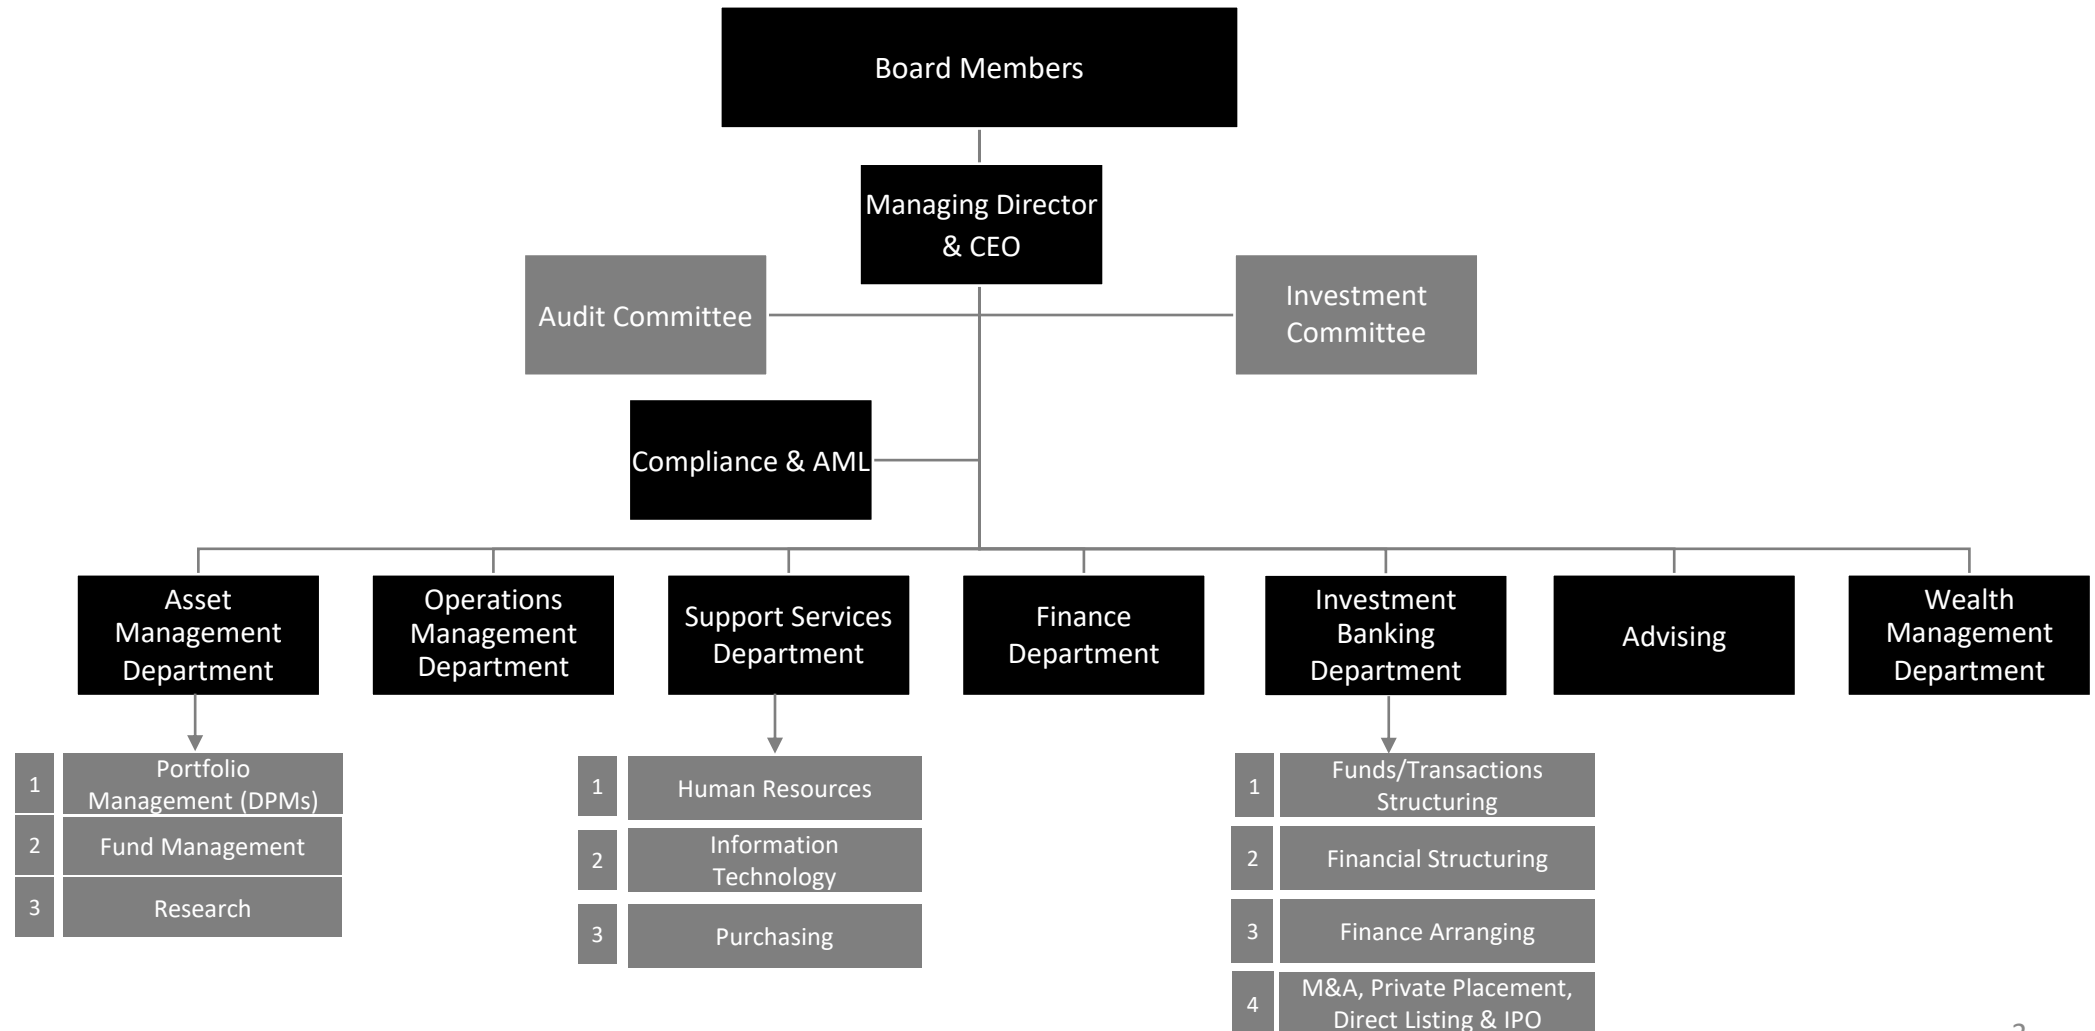 Board Members
Managing Director
& CEO
Audit Committee
Investment
Committee
Compliance & AML
Asset
Management
Department
Operations
Management
Department
Support Services
Department
Finance
Department
Investment
Banking
Department
Advising
Wealth
Management
Department
1
Portfolio
Management (DPMs)
2
Fund Management
3
Research
1
Human Resources
2
Information
Technology
3
Purchasing
1
Funds/Transactions
Structuring
2
Financial Structuring
3
Finance Arranging
4
M&A, Private Placement,
Direct Listing & IPO